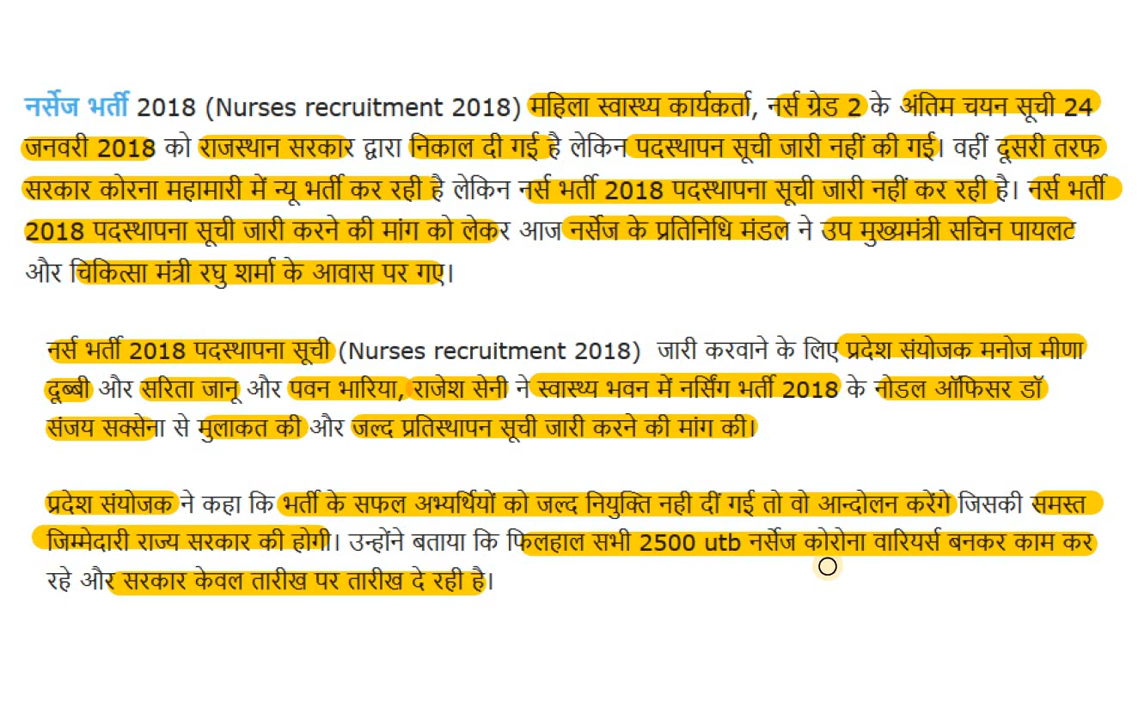 नर्सेज भर्ती 2018 (Nurses recruitment 2018) महिला स्वास्थ्य कार्यकर्ता, नर्स ग्रेड 2 के अंतिम चयन सूची 24
जनवरी 2018 को राजस्थान सरकार द्वारा निकाल दी गई है लेकिन पदस्थापन सूची जारी नहीं की गई। वहीं दूसरी तरफ
सरकार कोरना महामारी में न्यू भर्ती कर रही है लेकिन नर्स भर्ती 2018 पदस्थापना सूची जारी नहीं कर रही है। नर्स भर्ती
2018 पदस्थापना सूची जारी करने की मांग को लेकर आज नर्सेज के प्रतिनिधि मंडल ने उप मुख्यमंत्री सचिन पायलट
और चिकित्सा मंत्री रघु शर्मा के आवास पर गए।
नर्स भर्ती 2018 पदस्थापना सूची (Nurses recruitment 2018) जारी करवाने के लिए प्रदेश संयोजक मनोज मीणा
दूब्बी और सरिता जानू और पवन भारिया, राजेश सेनी ने स्वास्थ्य भवन में नर्सिंग भर्ती 2018 के नोडल ऑफिसर डॉ
संजय सक्सेना से मुलाकत की और जल्द प्रतिस्थापन सूची जारी करने की मांग की।
प्रदेश संयोजक ने कहा कि भर्ती के सफल अभ्यर्थियों को जल्द नियुक्ति नही दीं गई तो वो आन्दोलन करेंगे जिसकी समस्त
जिम्मेदारी राज्य सरकार की होगी। उन्होंने बताया कि फिलहाल सभी 2500 utb नर्सेज कोरोना वारियर्स बनकर काम कर
रहे और सरकार केवल तारीख पर तारीख दे रही है।